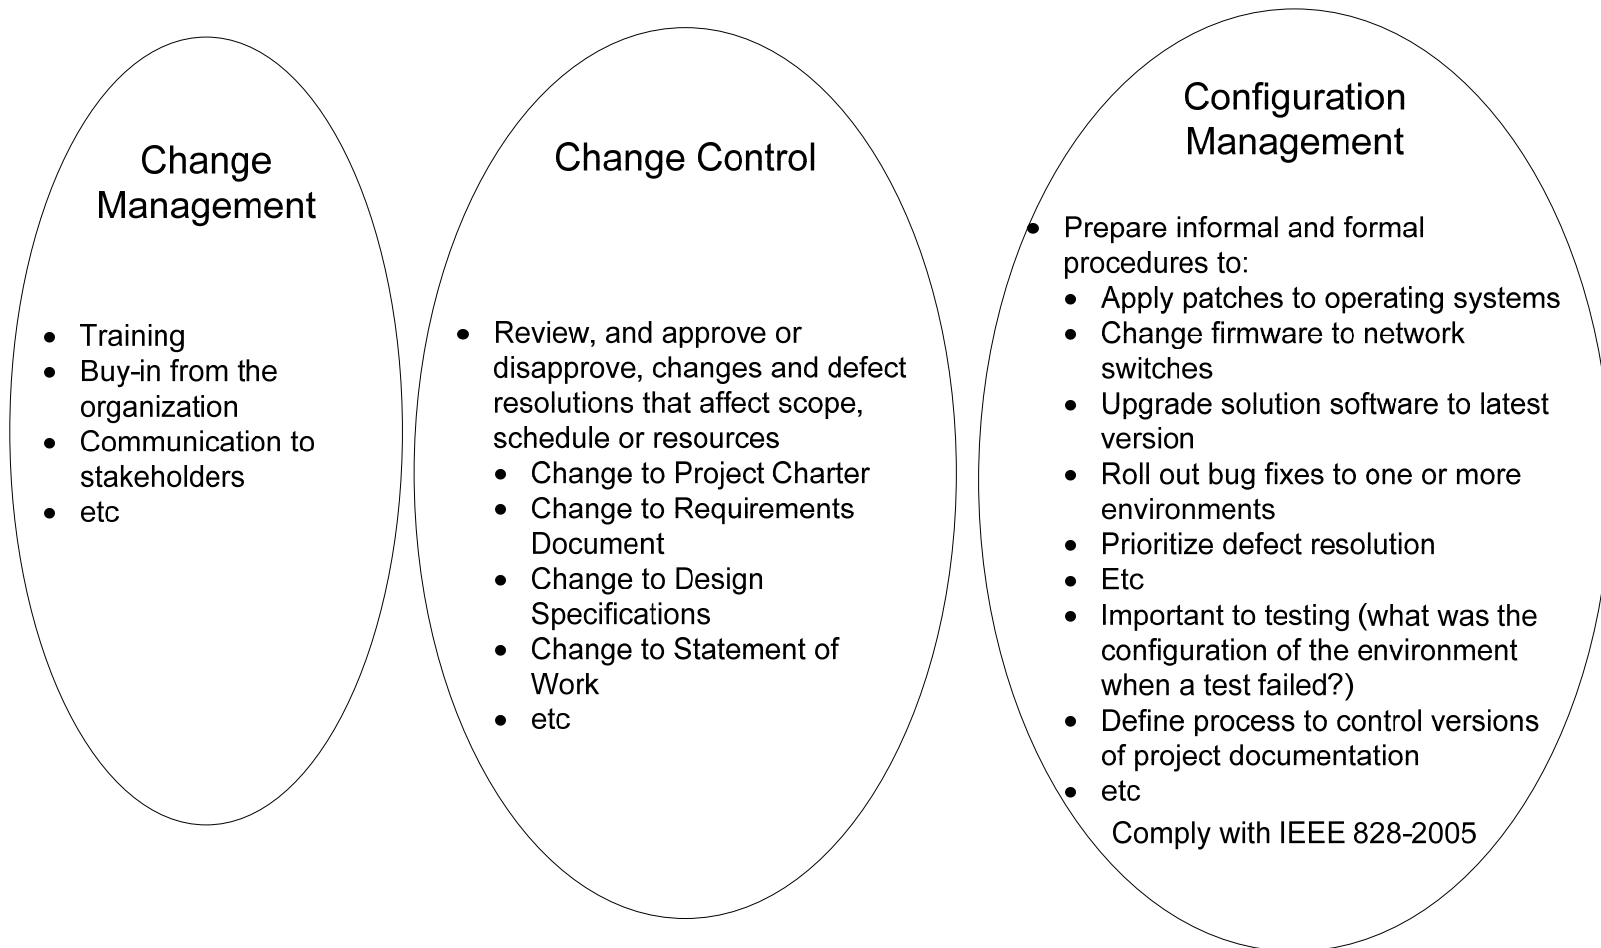 Change
Management
• Training
• Buy-in from the
organization
• Communication to
stakeholders
• etc
Change Control
• Review, and approve or
disapprove, changes and defect
resolutions that affect scope,
schedule or resources
• Change to Project Charter
• Change to Requirements
Document
• Change to Design
Specifications
• Change to Statement of
Work
• etc
Configuration
Management
• Prepare informal and formal
procedures to:
• Apply patches to operating systems
• Change firmware to network
switches
• Upgrade solution software to latest
version
• Roll out bug fixes to one or more
environments
• Prioritize defect resolution
• Etc
• Important to testing (what was the
configuration of the environment
when a test failed?)
• Define process to control versions
of project documentation
• etc
Comply with IEEE 828-2005